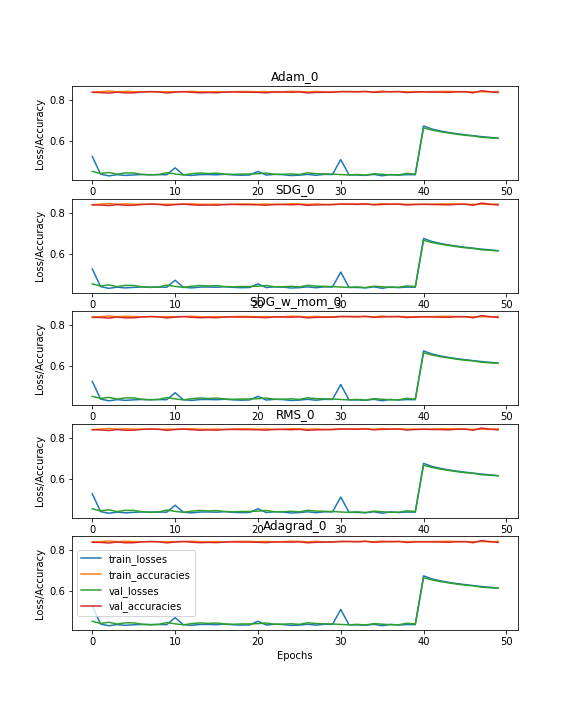 Adam_0
Loss/Accuracy
0.8
0.6
0 10 20 30 40 50
SDG_0
Loss/Accuracy
0.8
0.6
0 10 20 30 40 50
SDG_w_mom_0
Loss/Accuracy
0.8
0.6
0 10 20 30 40 50
RMS_0
Loss/Accuracy
0.8
0.6
0 10 20 30 40 50
Adagrad_0
Loss/Accuracy
0.8
0.6
train_losses
train_accuracies
val_losses
val_accuracies
0 10 20 30 40 50
Epochs